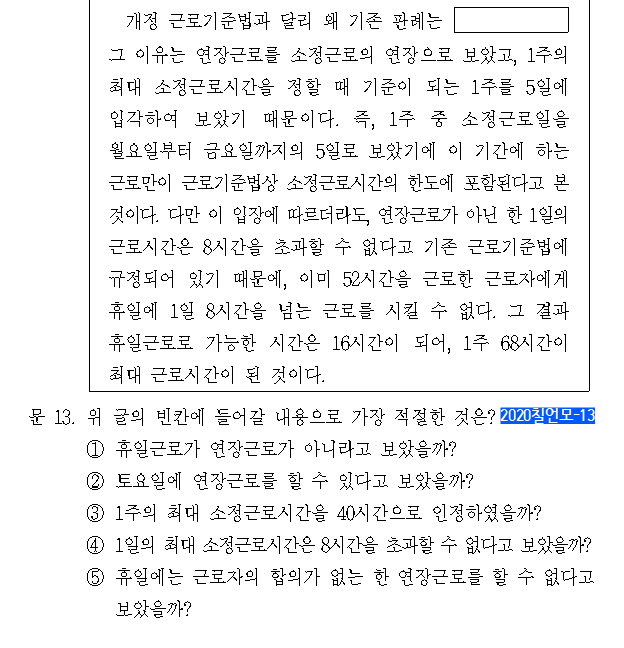 개정 근로기준법과 달리 왜 기존 판례는
그 이유는 연장근로를 소정근로의 연장으로 보았고, 1주의
최대 소정근로시간을 정할 때 기준이 되는 1주를 5일에
입각하여 보았기 때문이다. 즉, 1주 중 소정근로일을
월요일부터 금요일까지의 5일로 보았기에 이 기간에 하는
근로만이 근로기준법상 소정근로시간의 한도에 포함된다고 본
것이다. 다만 이 입장에 따르더라도, 연장근로가 아닌 한 1일의
근로시간은 8시간을 초과할 수 없다고 기존 근로기준법에
규정되어 있기 때문에, 이미 52시간을 근로한 근로자에게
휴일에 1일 8시간을 넘는 근로를 시킬 수 없다. 그 결과
휴일근로로 가능한 시간은 16시간이 되어, 1주 68시간이
최대 근로시간이 된 것이다.
문 13. 위 글의 빈칸에 들어갈 내용으로 가장 적절한 것은? 2020칠언모-13
① 휴일근로가 연장근로가 아니라고 보았을까?
② 토요일에 연장근로를 할 수 있다고 보았을까?
③ 1주의 최대 소정근로시간을 40시간으로 인정하였을까?
④ 1일의 최대 소정근로시간은 8시간을 초과할 수 없다고 보았을까?
⑤ 휴일에는 근로자의 합의가 없는 한 연장근로를 할 수 없다고
보았을까?